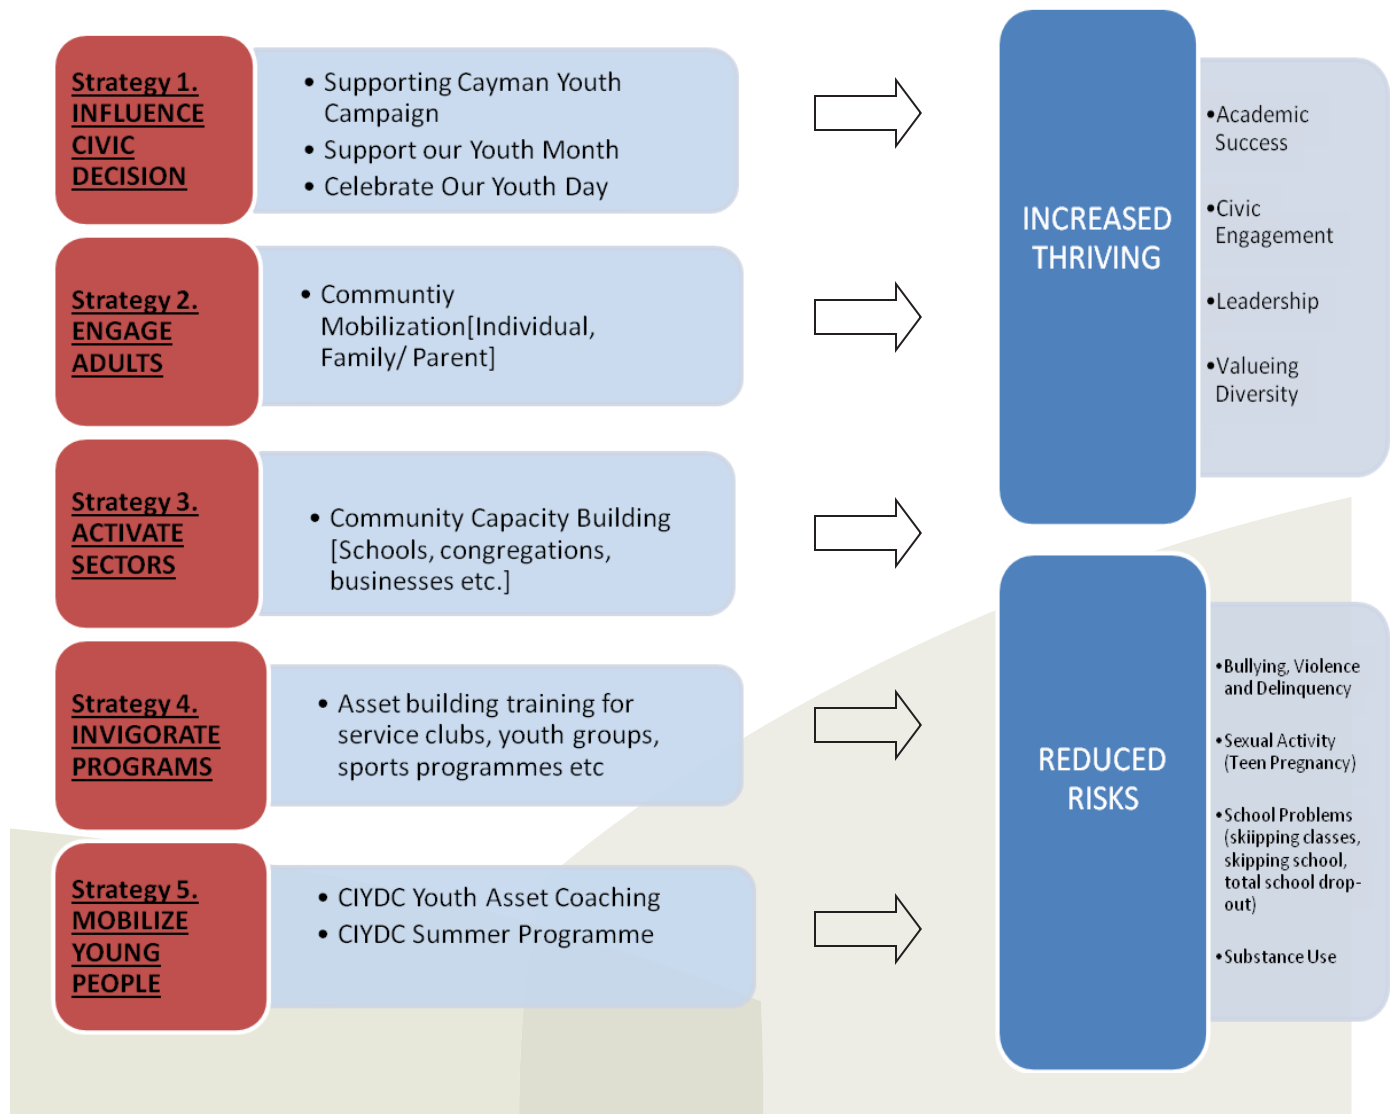 Strategy 1.
INFLUENCE
CIVIC
DECISION
• Supporting Cayman Youth
Campaign
• Support our Youth Month
• Celebrate Our Youth Day
Strategy 2.
ENGAGE
ADULTS
• Communtiy
Mobilization[Individual,
Family/ Parent]
Strategy 3.
ACTIVATE
SECTORS
• Community Capacity Building
[Schools, congregations,
businesses etc.]
Strategy 4.
INVIGORATE
PROGRAMS
• Asset building training for
service clubs, youth groups,
sports programmes etc
Strategy 5.
MOBILIZE
YOUNG
PEOPLE
• CIYDC Youth Asset Coaching
• CIYDC Summer Programme
INCREASED
THRIVING
•Academic
Success
•Civic
Engagement
•Leadership
•Valueing
Diversity
REDUCED
RISKS
•Bullying, Violence
and Delinquency
•Sexual Activity
(Teen Pregnancy)
•School Problems
(skiipping classes,
skipping school,
total school drop-
out)
•Substance Use